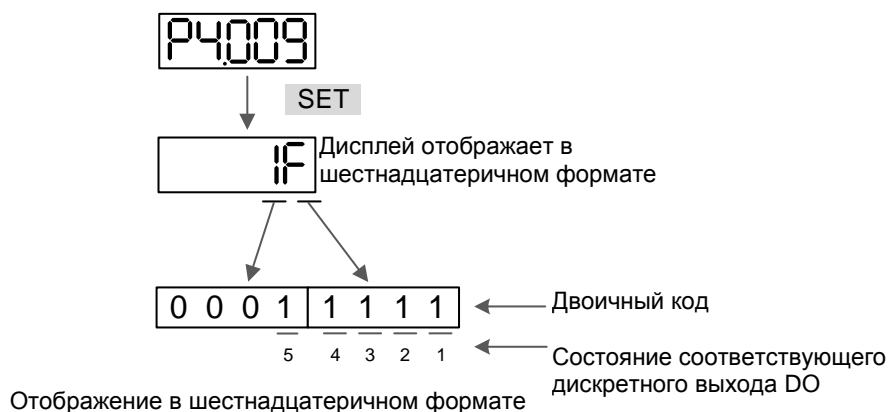 P4.009
SET
1F
Дисплей отображает в
шестнадцатеричном формате
0 0 0 1 1 1 1 1
Двоичный код
5 4 3 2 1
Состояние соответствующего
дискретного выхода DO
Отображение в шестнадцатеричном формате